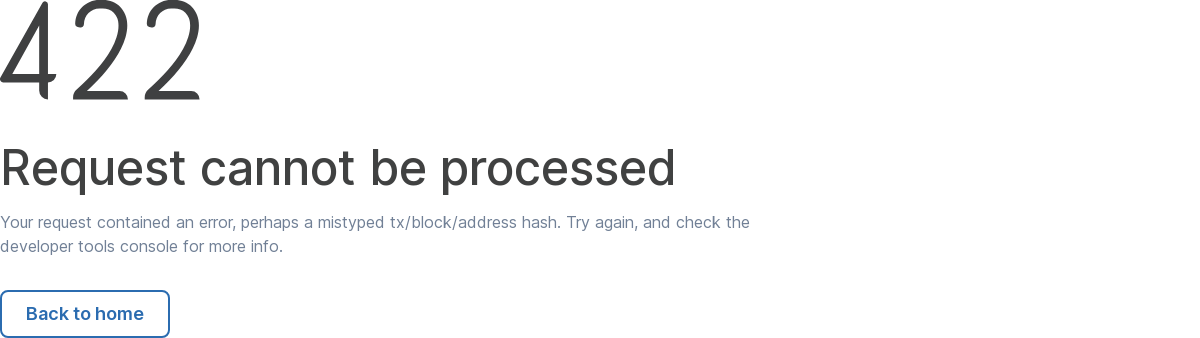 422
Request cannot be processed
Your request contained an error, perhaps a mistyped tx/block/address hash. Try again, and check the
developer tools console for more info.
Back to home